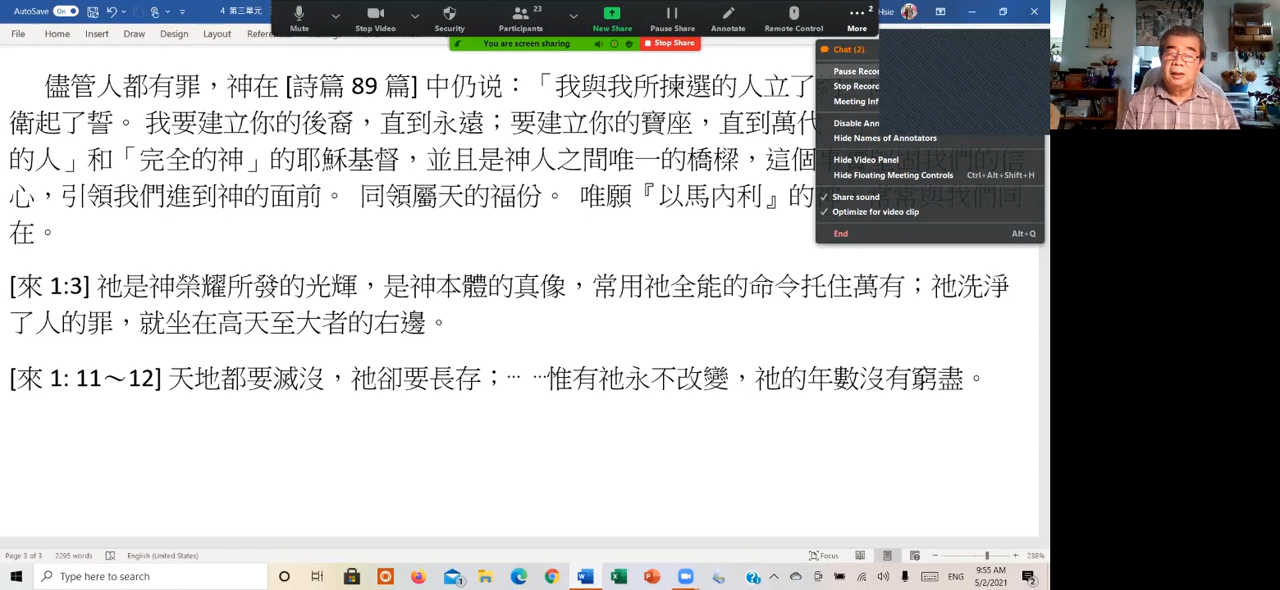 AutoSave On 4 第三單元 Hsie
Mute Stop Video Security Participants 23 New Share Pause Share Annotate Remote Control More 2
File Home Insert Draw Design Layout
You are screen sharing Stop Share
Chat (2)
Pause Recor
Stop Record
Meeting Inf
Disable Ann
Hide Names of Annotators
Hide Video Panel
Hide Floating Meeting Controls Ctrl+Alt+Shift+H
Share sound
Optimize for video clip
End Alt+Q
儘管人都有罪，神在 [詩篇 89 篇] 中仍说：「我與我所揀選的人立了
衛起了誓。 我要建立你的後裔，直到永遠；要建立你的寶座，直到萬代
的人」和「完全的神」的耶穌基督，並且是神人之間唯一的橋樑，這個
心，引領我們進到神的面前。 同領屬天的福份。 唯願『以馬內利』的
在。
[來 1:3] 祂是神榮耀所發的光輝，是神本體的真像，常用祂全能的命令托住萬有；祂洗淨
了人的罪，就坐在高天至大者的右邊。
[來 1: 11～12] 天地都要滅沒，祂卻要長存；… …惟有祂永不改變，祂的年數沒有窮盡。
Page 3 of 3 2295 words English (United States) Focus 238%
Type here to search ENG 9:55 AM
5/2/2021